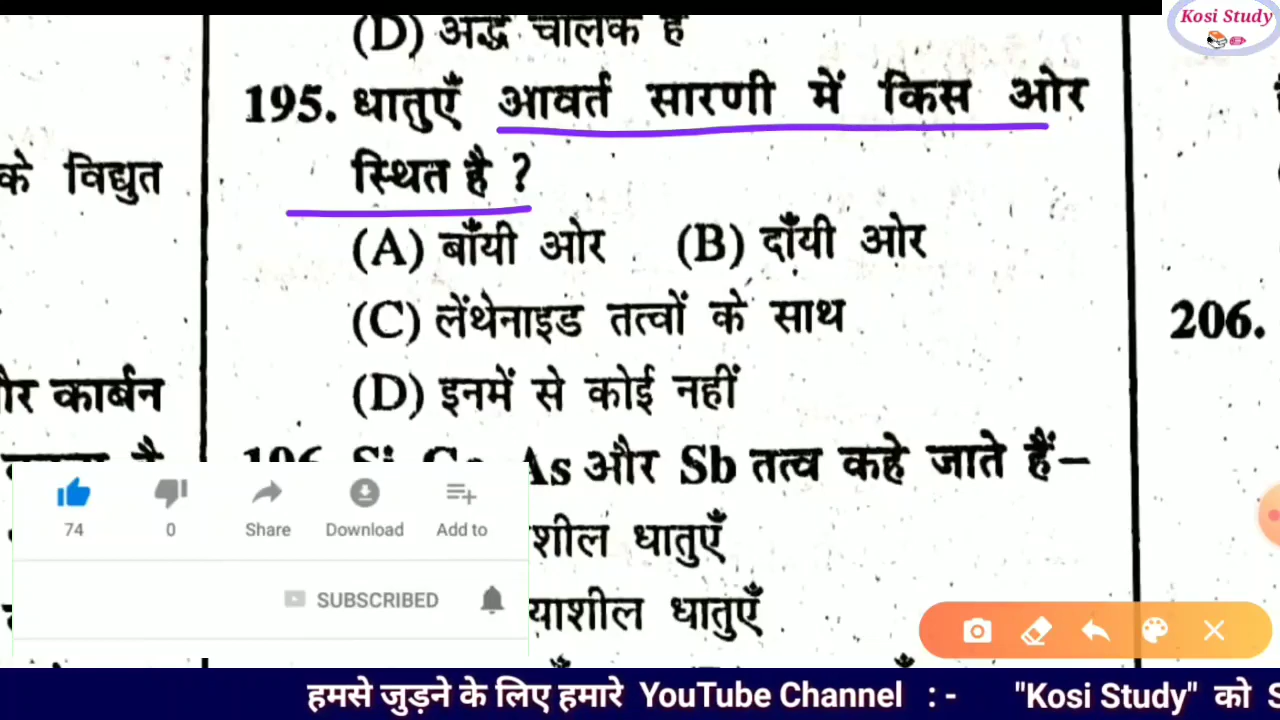 Kosi Study
(D) अर्द्ध चालक है
195. धातुएँ आवर्त सारणी में किस ओर
स्थित है ?
(A) बाँयी ओर (B) दाँयी ओर
(C) लेंथेनाइड तत्वों के साथ
(D) इनमें से कोई नहीं
As और Sb तत्व कहे जाते हैं–
शील धातुएँ
याशील धातुएँ
के विद्युत
कार्बन
206.
74 0 Share Download Add to
SUBSCRIBED
हमसे जुड़ने के लिए हमारे YouTube Channel : - "Kosi Study" को S